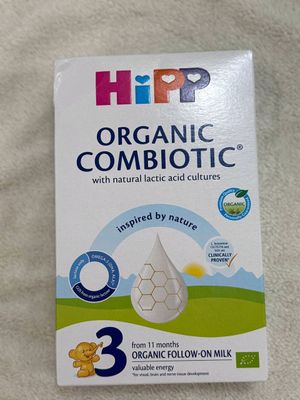 HiPP
ORGANIC
COMBIOTIC®
with natural lactic acid cultures
ORGANIC
inspired by nature
CLINICALLY
PROVEN
3
from 11 months
ORGANIC FOLLOW-ON MILK
valuable energy